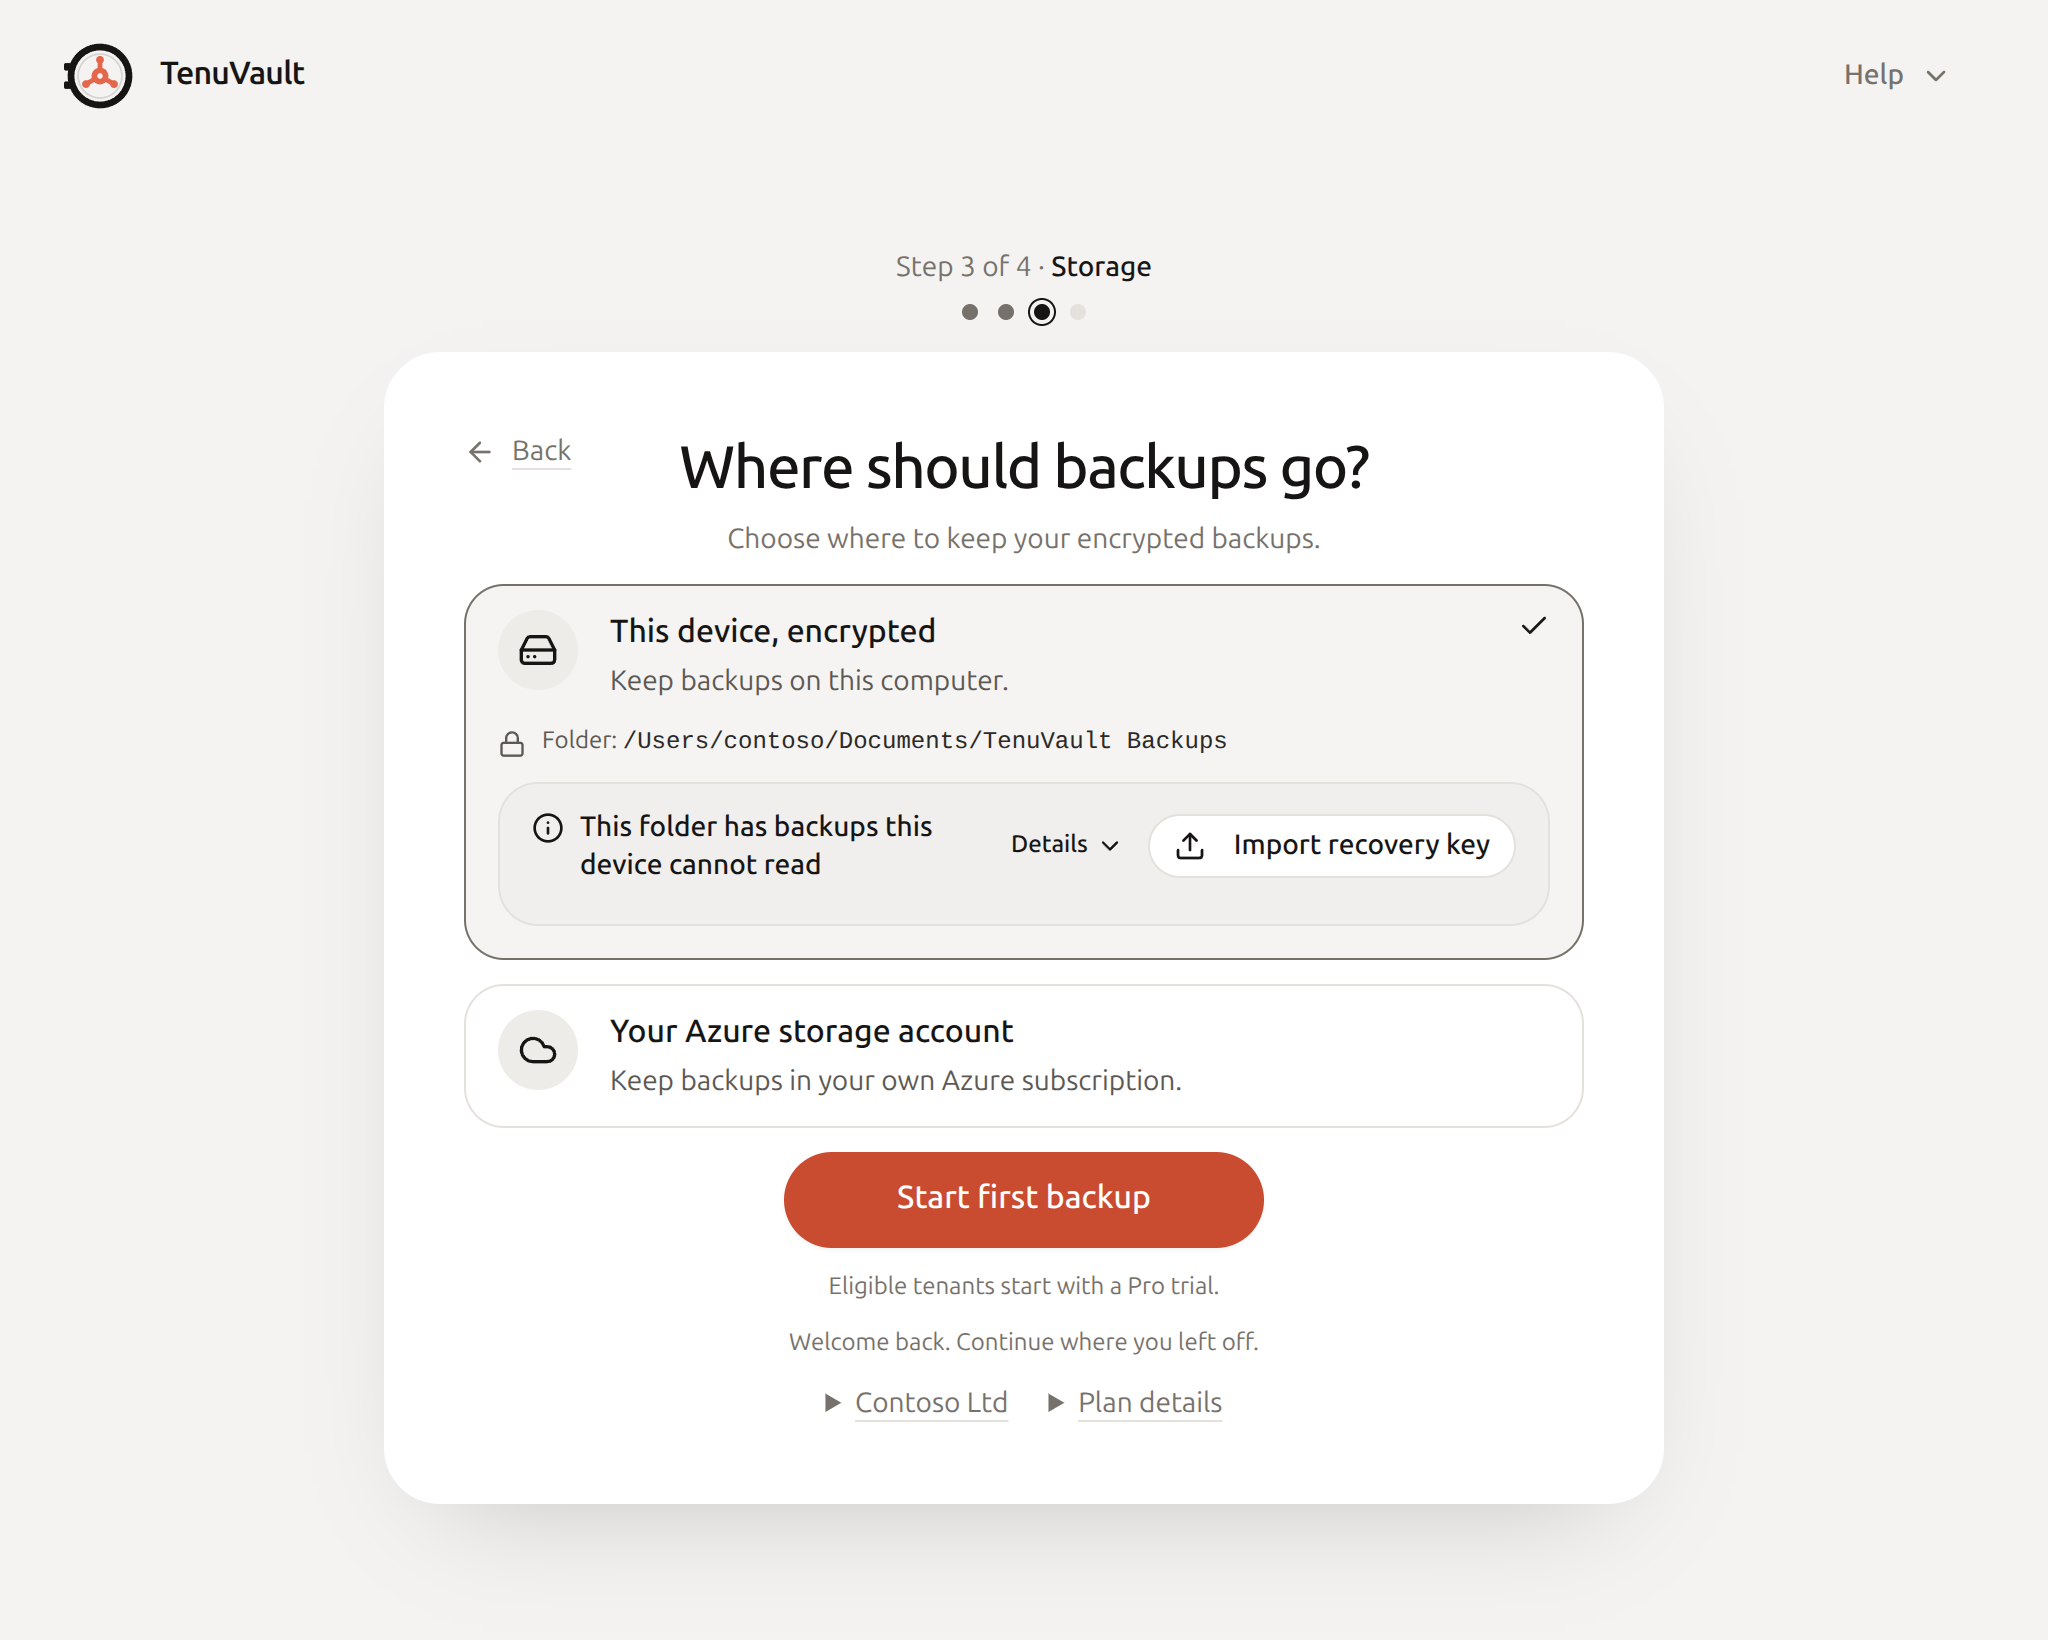 TenuVault
Help
Step 3 of 4 · Storage
Back
Where should backups go?
Choose where to keep your encrypted backups.
This device, encrypted
Keep backups on this computer.
Folder: /Users/contoso/Documents/TenuVault Backups
This folder has backups this
device cannot read
Details
Import recovery key
Your Azure storage account
Keep backups in your own Azure subscription.
Start first backup
Eligible tenants start with a Pro trial.
Welcome back. Continue where you left off.
Contoso Ltd
Plan details